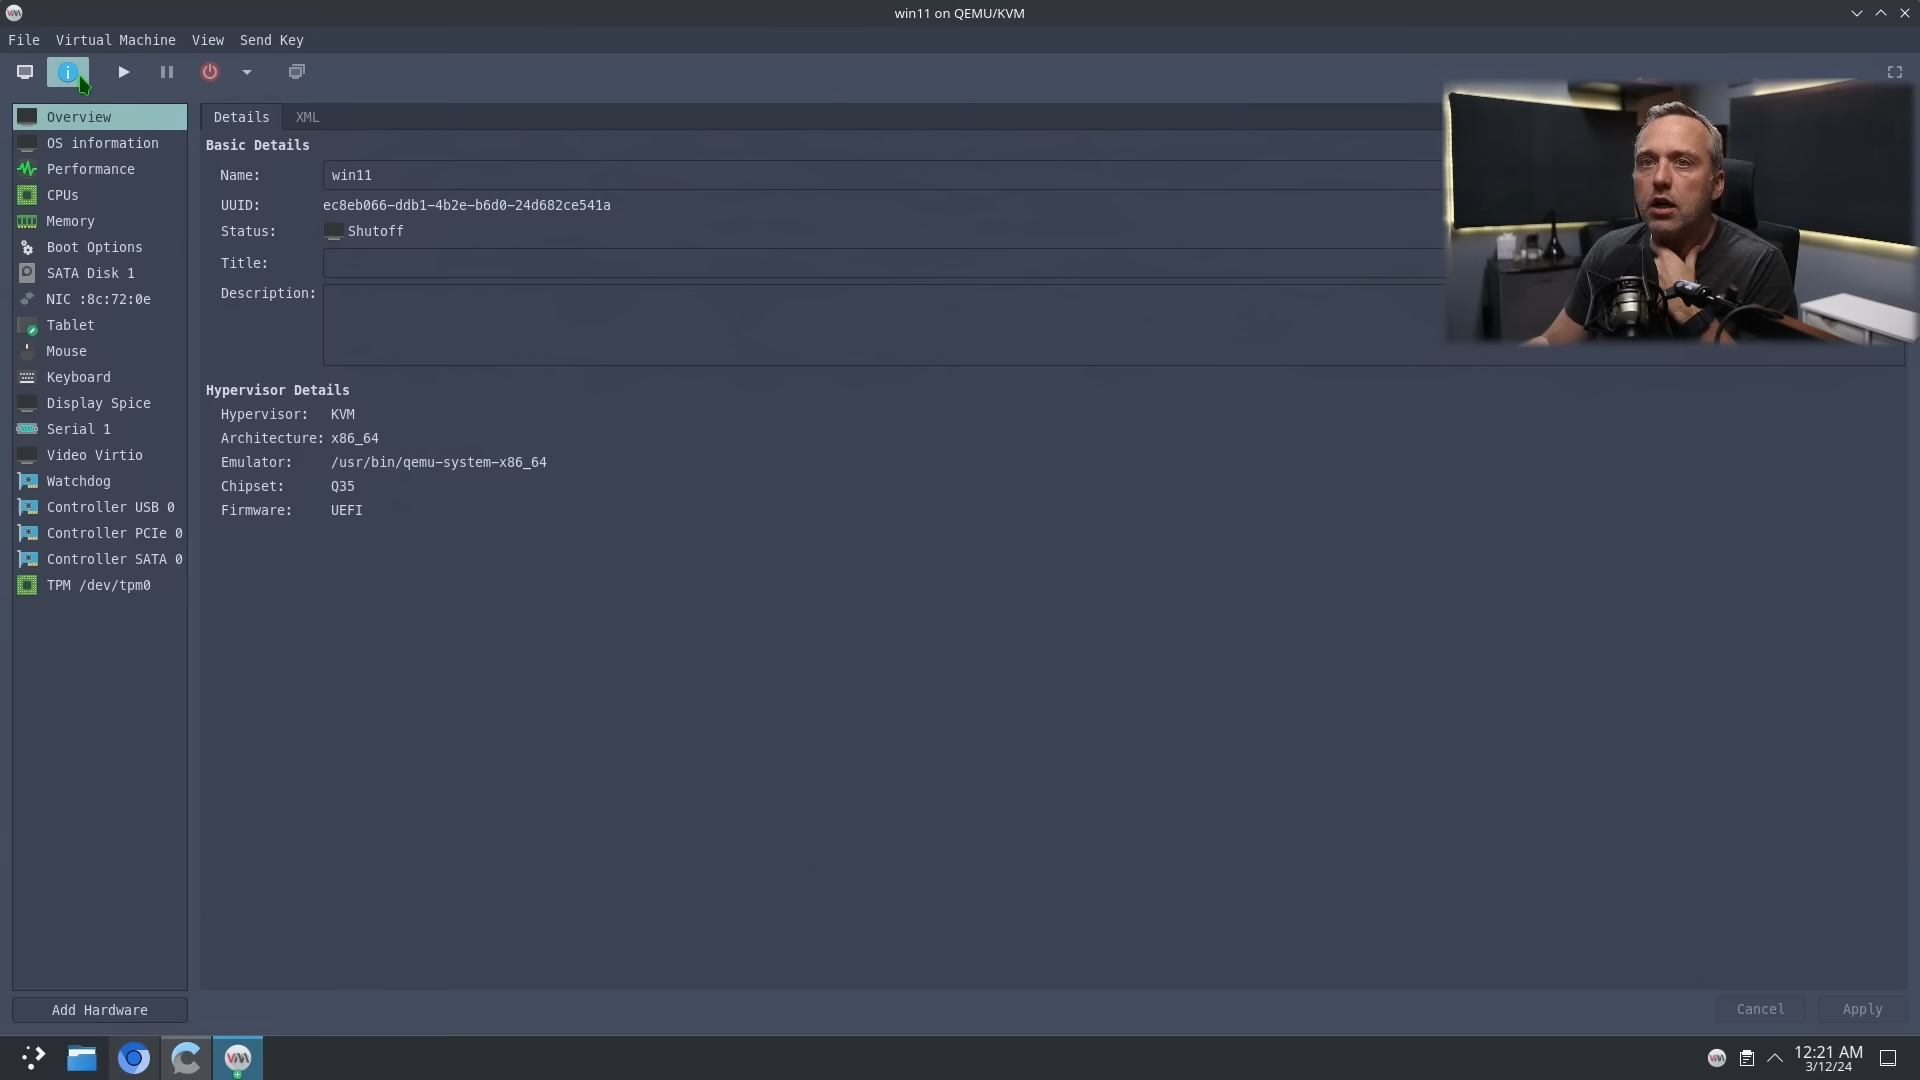 win11 on QEMU/KVM
File Virtual Machine View Send Key
Overview
OS information
Performance
CPUs
Memory
Boot Options
SATA Disk 1
NIC :8c:72:0e
Tablet
Mouse
Keyboard
Display Spice
Serial 1
Video Virtio
Watchdog
Controller USB 0
Controller PCIe 0
Controller SATA 0
TPM /dev/tpm0
Add Hardware
Details XML
Basic Details
Name: win11
UUID: ec8eb066-ddb1-4b2e-b6d0-24d682ce541a
Status: Shutoff
Title:
Description:
Hypervisor Details
Hypervisor: KVM
Architecture: x86_64
Emulator: /usr/bin/qemu-system-x86_64
Chipset: Q35
Firmware: UEFI
Cancel Apply
12:21 AM
3/12/24